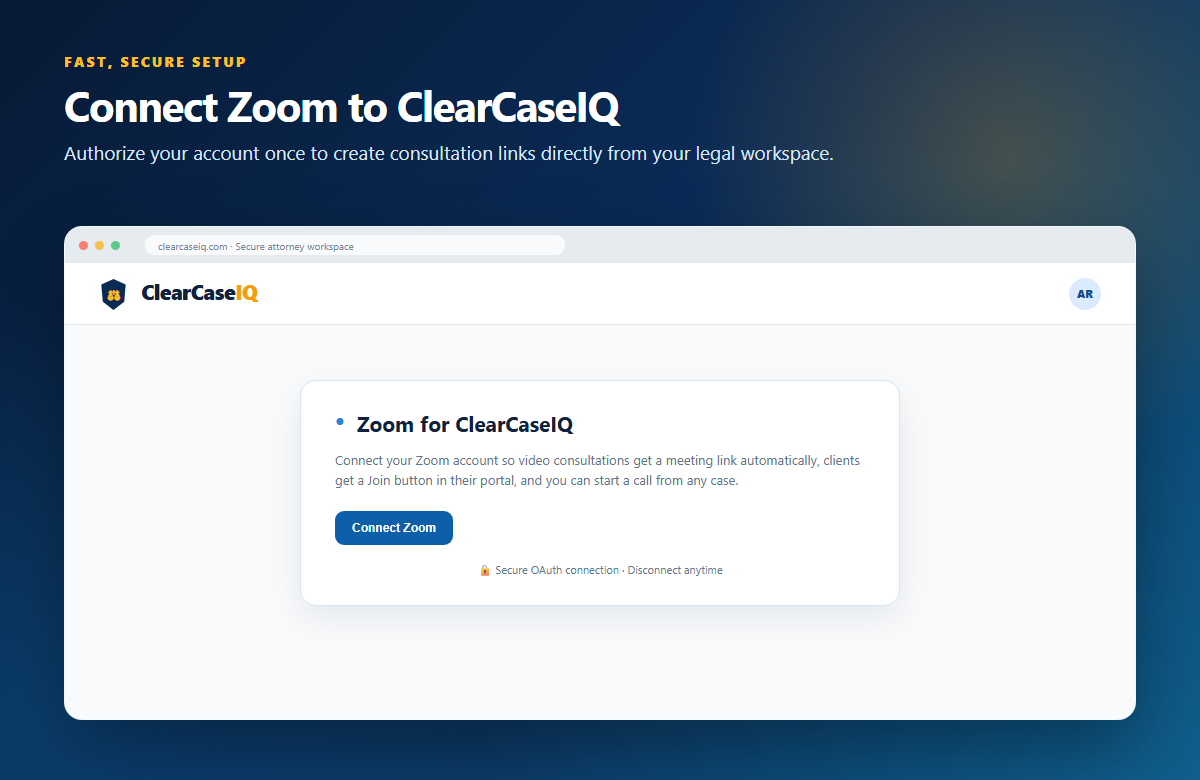 FAST, SECURE SETUP
Connect Zoom to ClearCaseIQ
Authorize your account once to create consultation links directly from your legal workspace.
clearcaseiq.com · Secure attorney workspace
ClearCaseIQ
AR
Zoom for ClearCaseIQ
Connect your Zoom account so video consultations get a meeting link automatically, clients
get a Join button in their portal, and you can start a call from any case.
Connect Zoom
Secure OAuth connection · Disconnect anytime